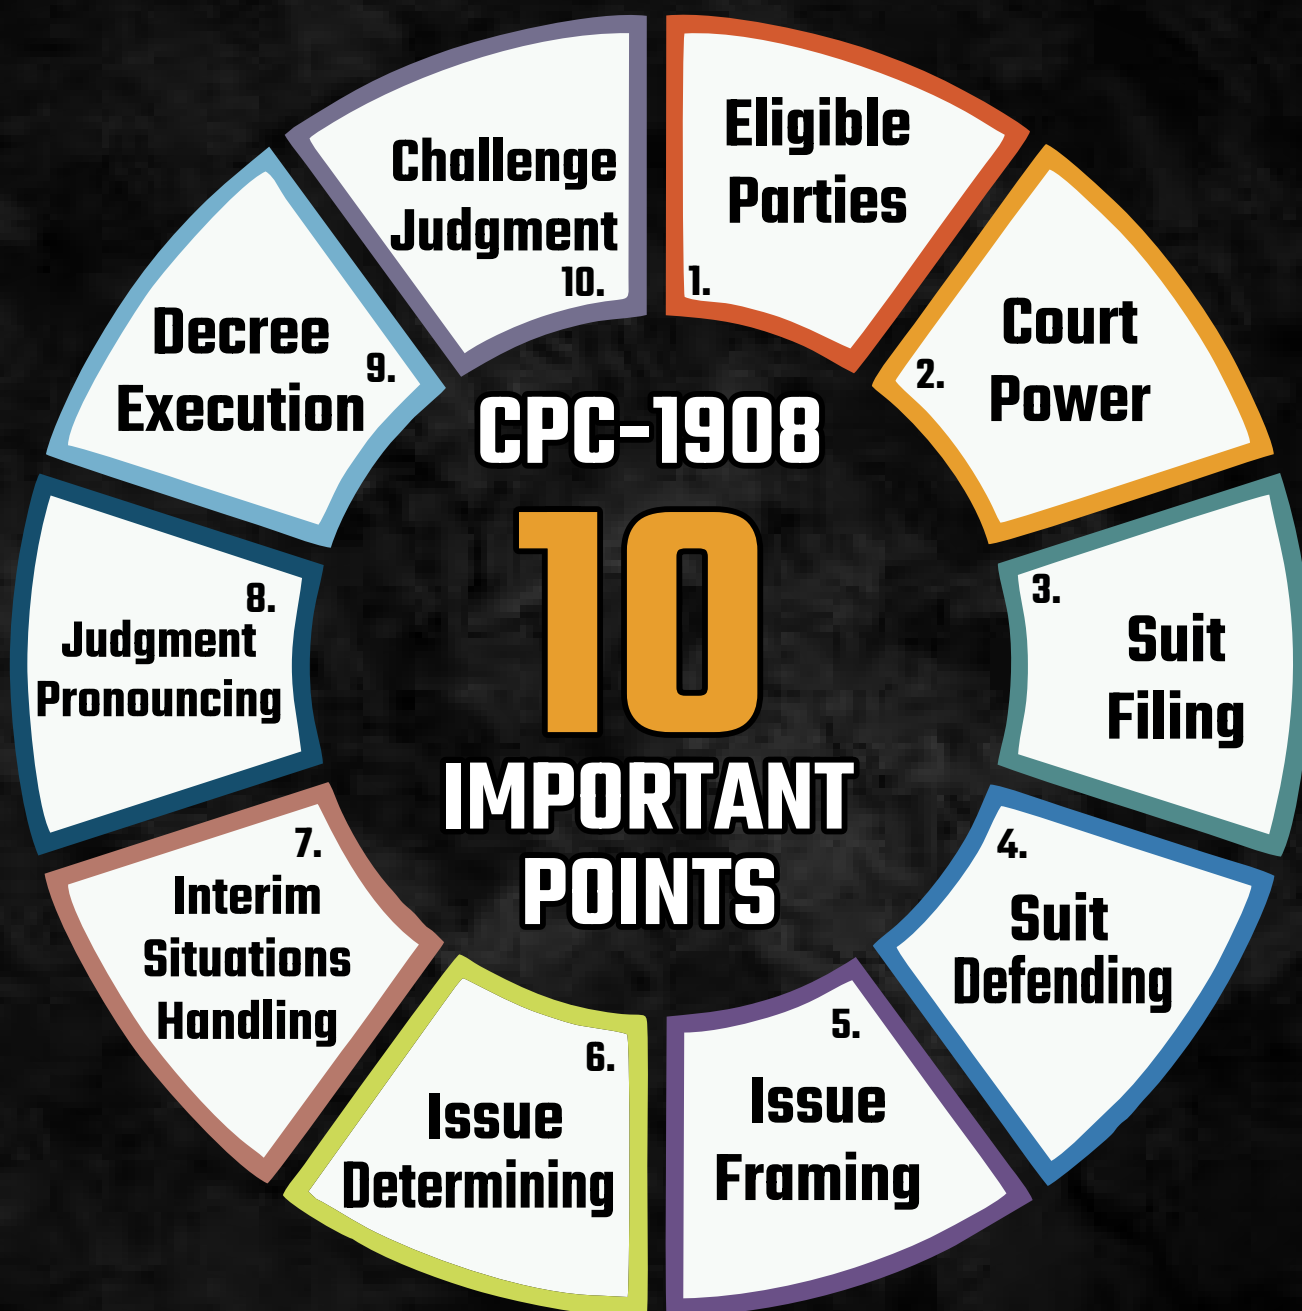 CPC-1908
10
IMPORTANT
POINTS
Eligible
Parties
1.
Court
2.
Power
3.
Suit
Filing
4.
Suit
Defending
5.
Issue
Framing
6.
Issue
Determining
7.
Interim
Situations
Handling
8.
Judgment
Pronouncing
Decree
9.
Execution
Challenge
Judgment
10.